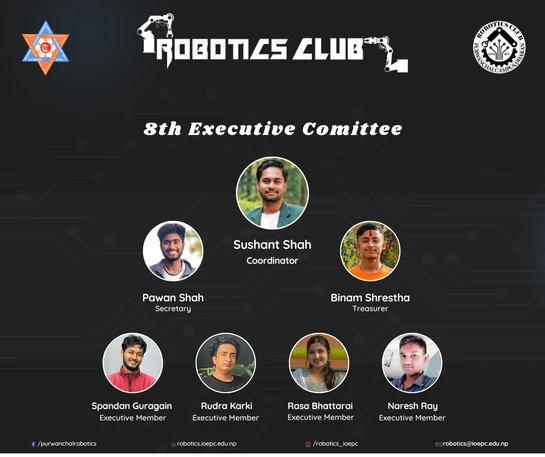 ROBOTICS CLUB
ROBOTICS CLUB
8th Executive Comittee
Sushant Shah
Coordinator
Pawan Shah
Secretary
Binam Shrestha
Treasurer
Spandan Guragain
Executive Member
Rudra Karki
Executive Member
Rasa Bhattarai
Executive Member
Naresh Ray
Executive Member
/purwanchalrobotics
robotics.ioepc.edu.np
/robotics_ioepc
robotics@ioepc.edu.np